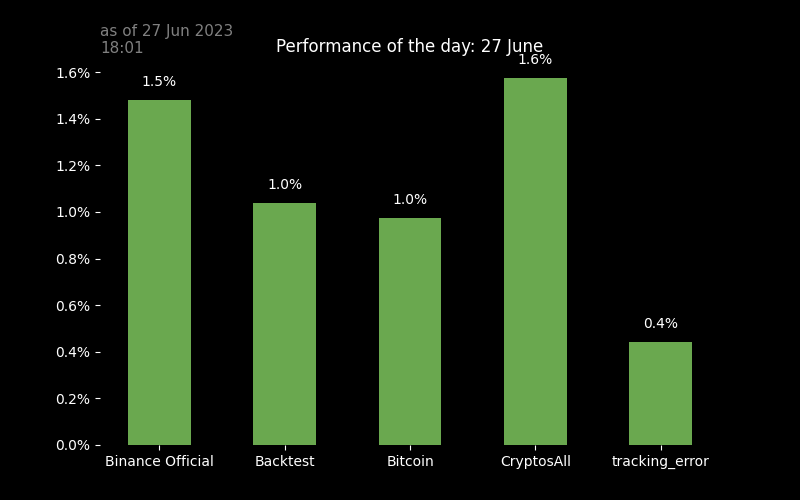 as of 27 Jun 2023
18:01
Performance of the day: 27 June
1.6%
1.4%
1.2%
1.0%
0.8%
0.6%
0.4%
0.2%
0.0%
1.5%
1.0%
1.0%
1.6%
0.4%
Binance Official
Backtest
Bitcoin
CryptosAll
tracking_error